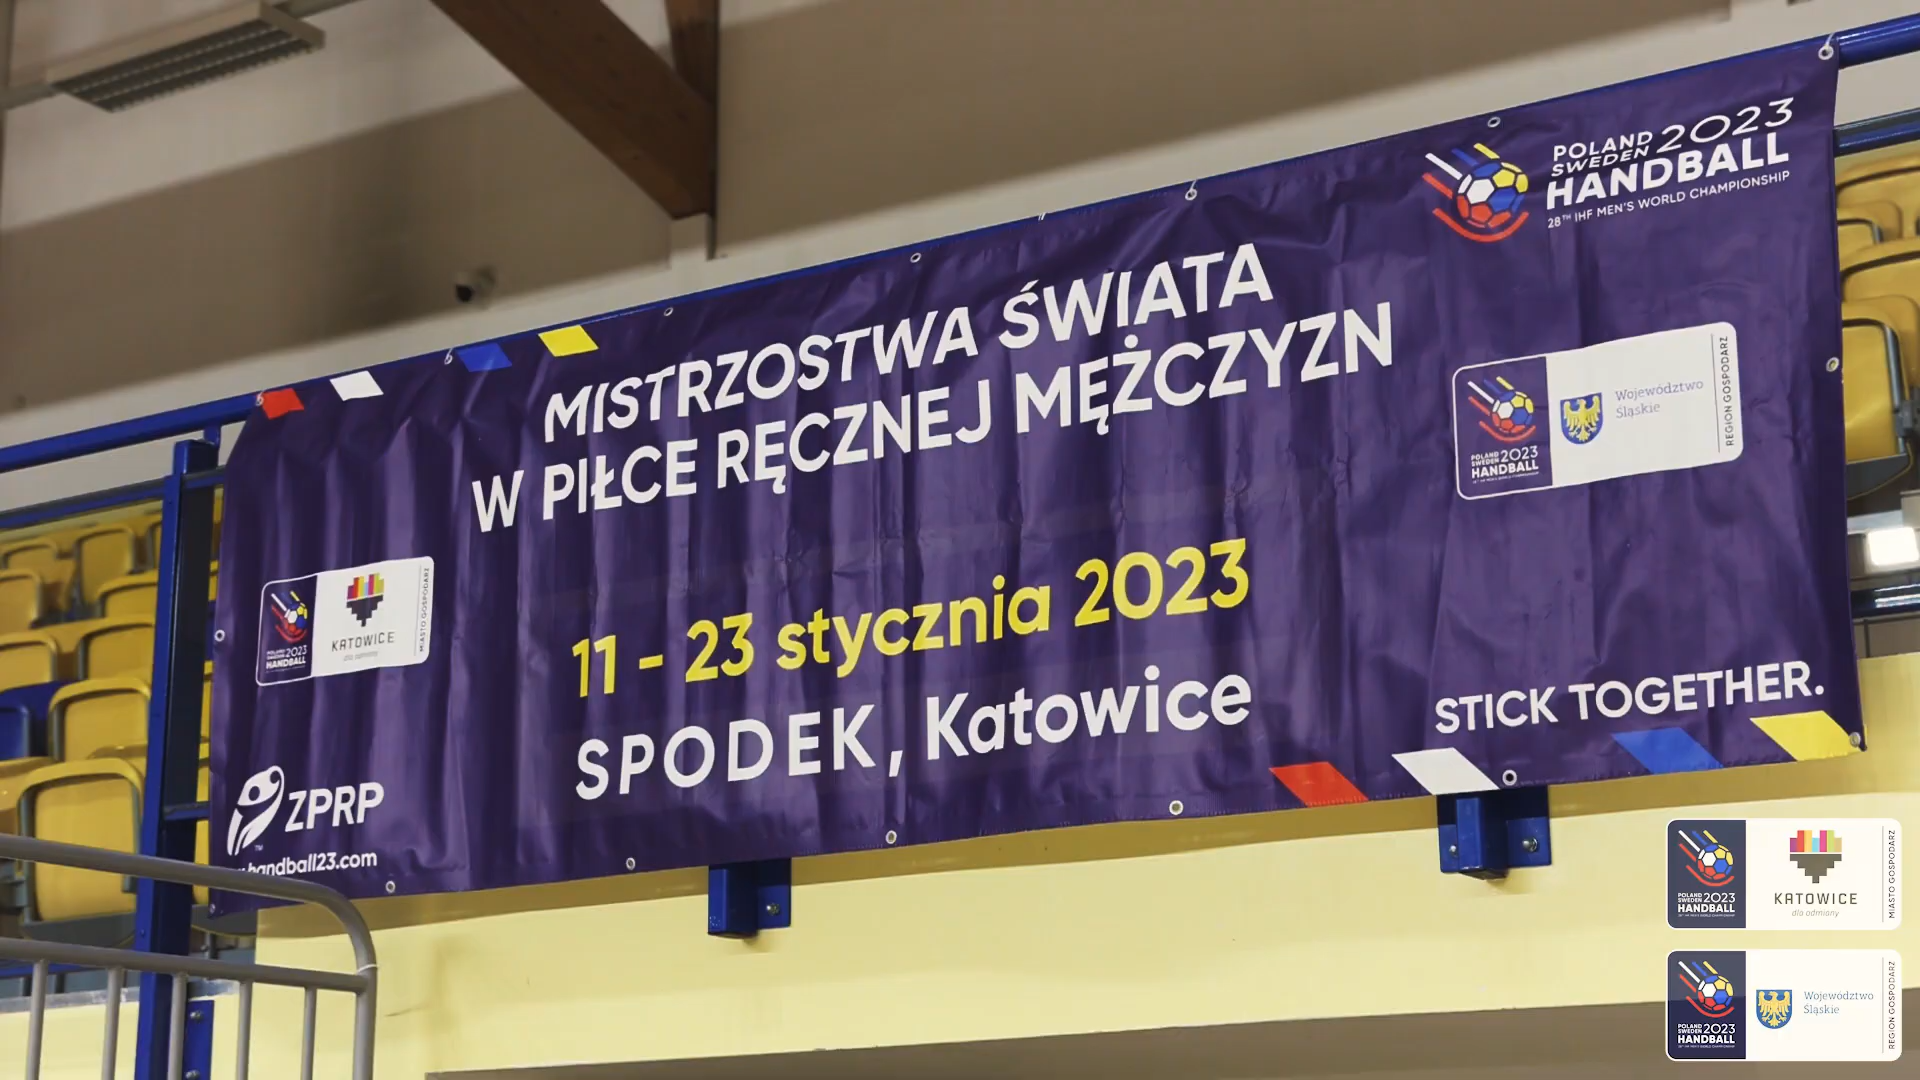 POLAND
SWEDEN 2023
HANDBALL
28TH IHF MEN'S WORLD CHAMPIONSHIP
MISTRZOSTWA ŚWIATA
W PIŁCE RĘCZNEJ MĘŻCZYZN
11 - 23 stycznia 2023
SPODEK, Katowice
POLAND
SWEDEN 2023
HANDBALL
Województwo
Śląskie
REGION GOSPODARZ
POLAND
SWEDEN 2023
HANDBALL
KATOWICE
dla odmiany
MIASTO GOSPODARZ
STICK TOGETHER.
ZPRP
TM
handball23.com
POLAND
SWEDEN 2023
HANDBALL
KATOWICE
dla odmiany
MIASTO GOSPODARZ
POLAND
SWEDEN 2023
HANDBALL
Województwo
Śląskie
REGION GOSPODARZ